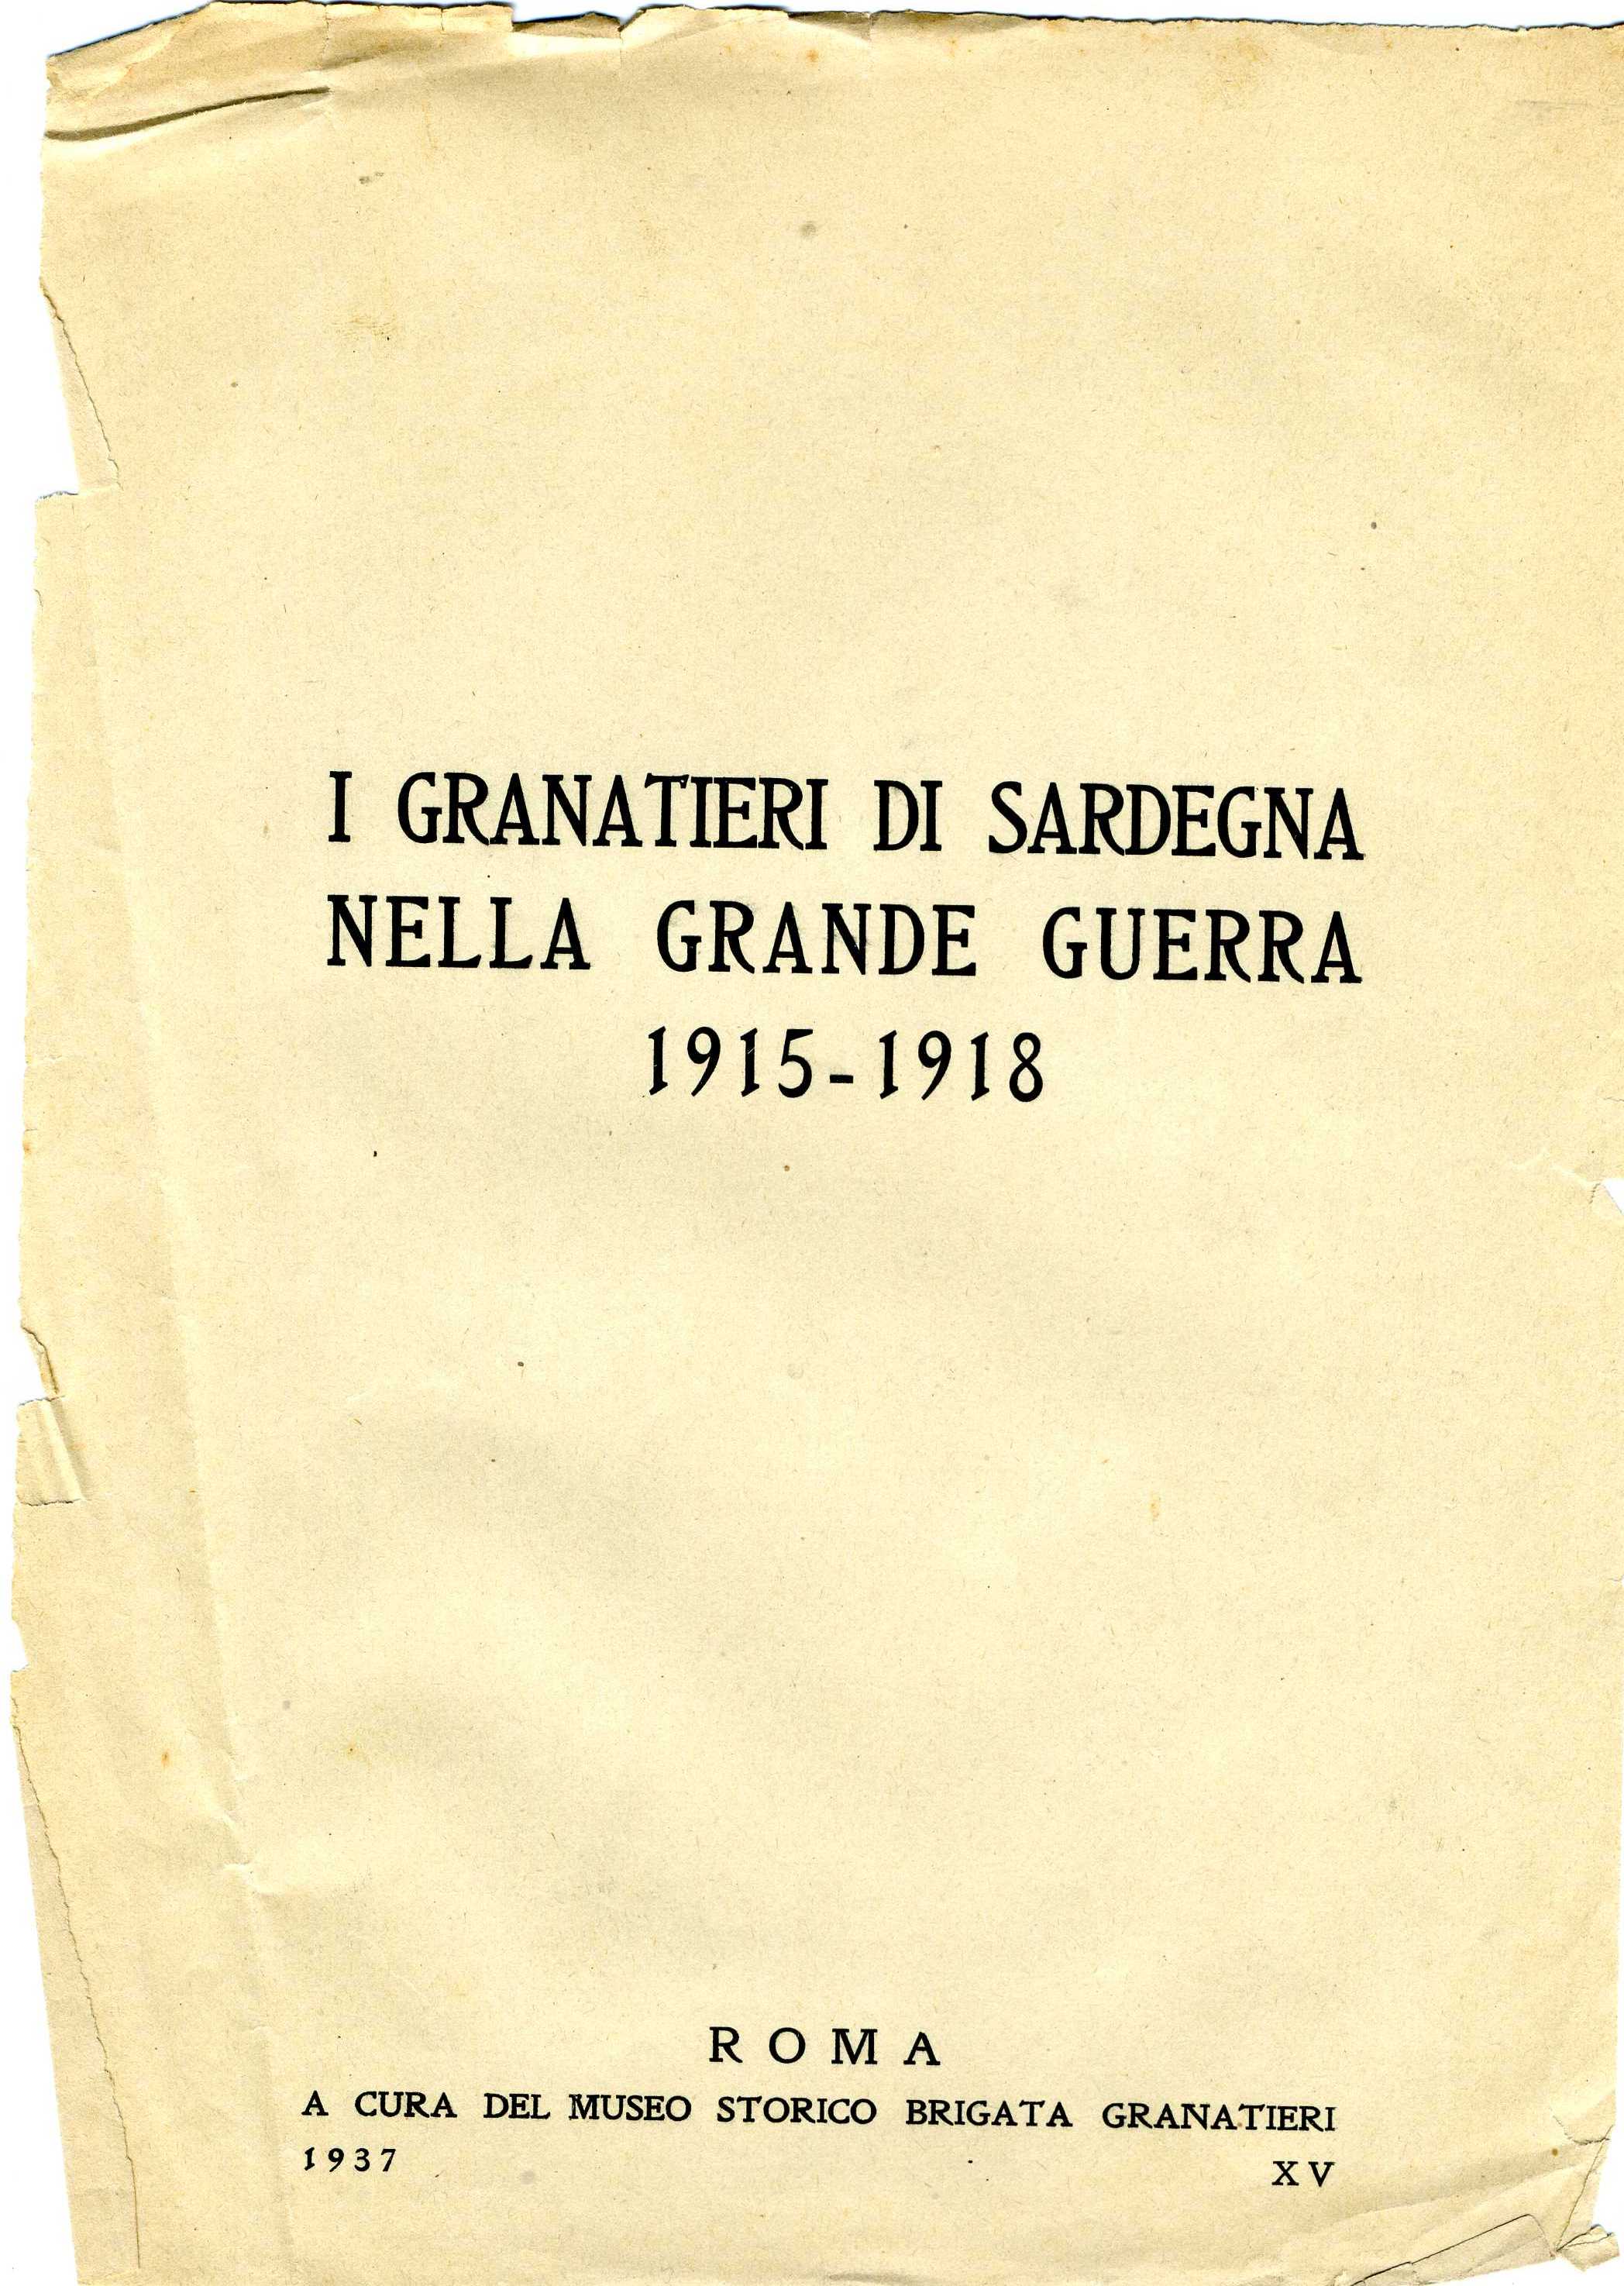 I GRANATIERI DI SARDEGNA
NELLA GRANDE GUERRA
1915-1918
ROMA
A CURA DEL MUSEO STORICO BRIGATA GRANATIERI
1937 XV